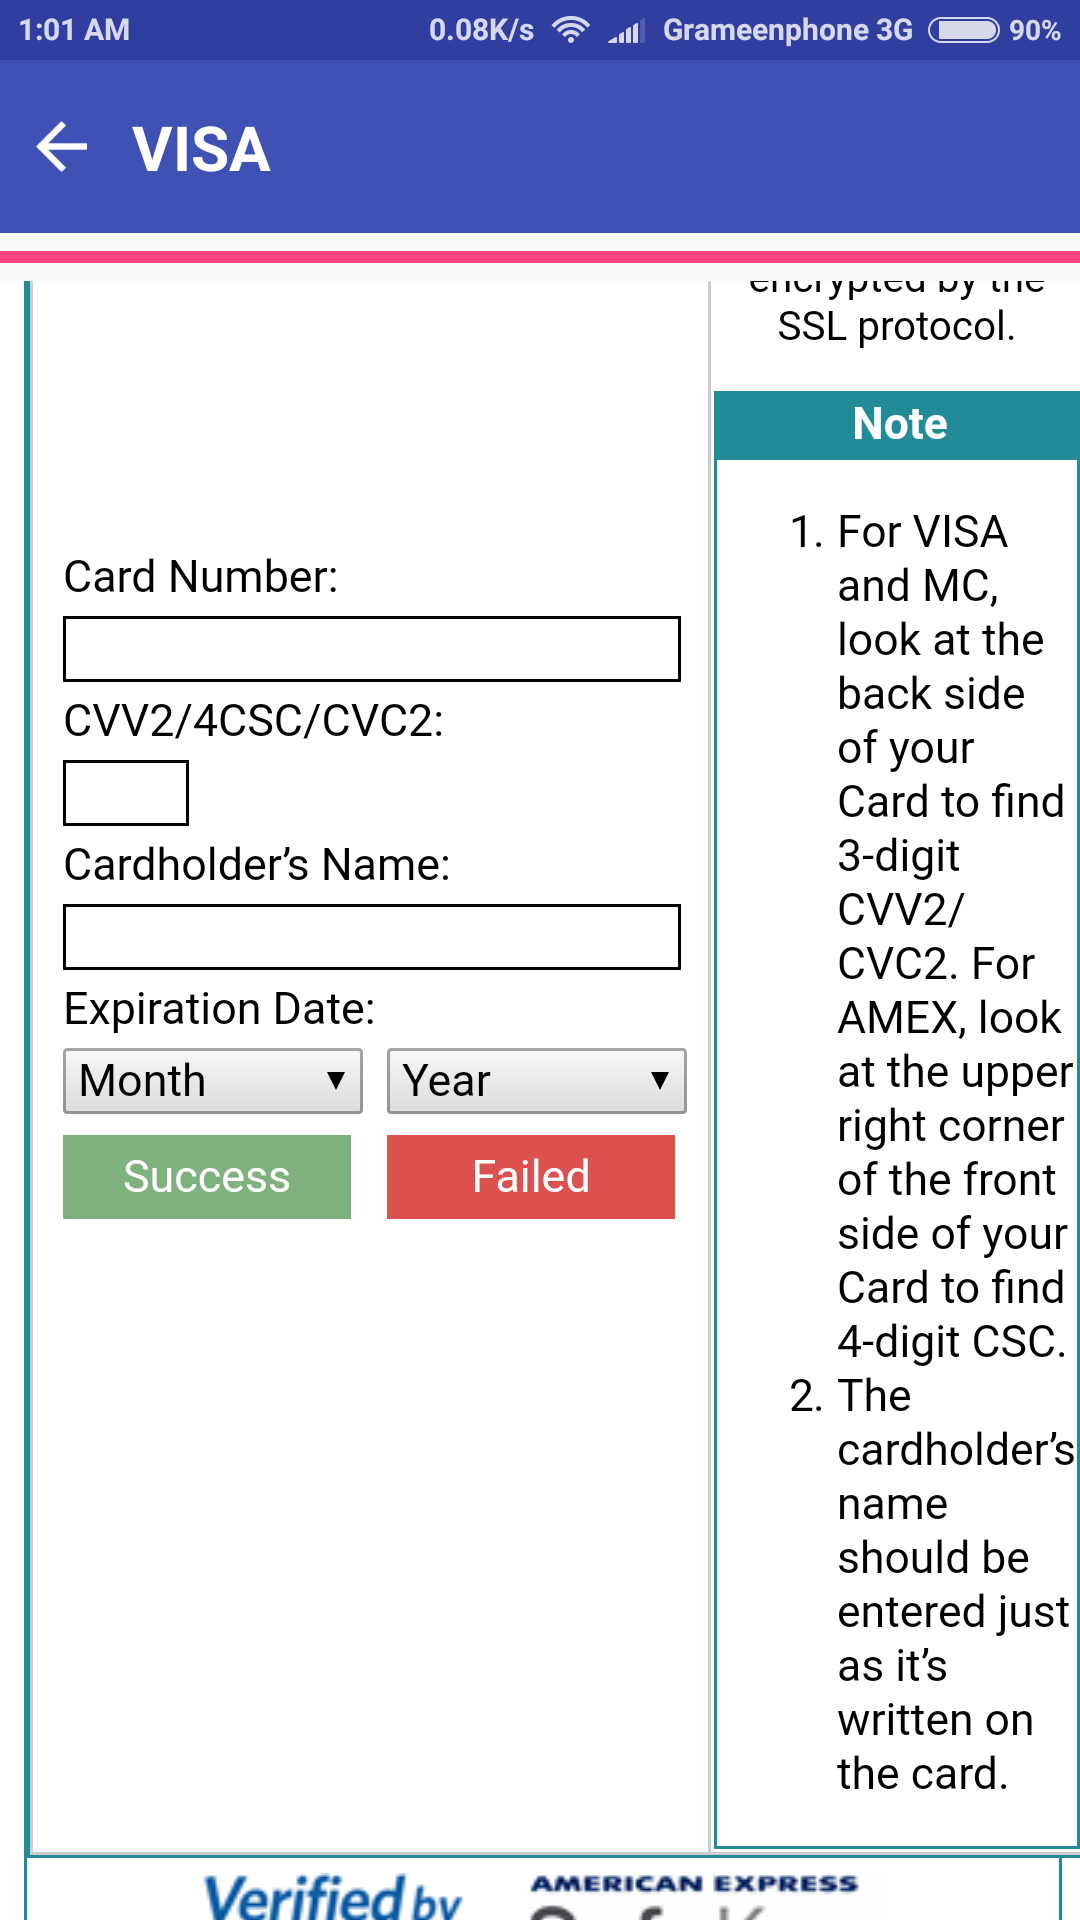 1:01 AM 0.08K/s Grameenphone 3G 90%
VISA
encrypted by the
SSL protocol.
Note
Card Number:
CVV2/4CSC/CVC2:
Cardholder’s Name:
Expiration Date:
Month Year
Success Failed
1. For VISA
and MC,
look at the
back side
of your
Card to find
3-digit
CVV2/
CVC2. For
AMEX, look
at the upper
right corner
of the front
side of your
Card to find
4-digit CSC.
2. The
cardholder’s
name
should be
entered just
as it’s
written on
the card.
Verified by
AMERICAN EXPRESS